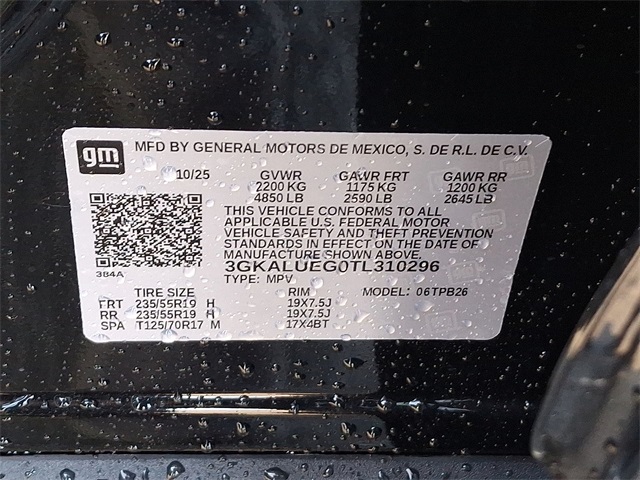 gm MFD BY GENERAL MOTORS DE MEXICO, S. DE R.L. DE C.V.
10/25 GVWR GAWR FRT GAWR RR
2200 KG 1175 KG 1200 KG
4850 LB 2590 LB 2645 LB
THIS VEHICLE CONFORMS TO ALL
APPLICABLE U.S. FEDERAL MOTOR
VEHICLE SAFETY AND THEFT PREVENTION
STANDARDS IN EFFECT ON THE DATE OF
MANUFACTURE SHOWN ABOVE.
384A 3GKALUEG0TL310296
TYPE: MPV
TIRE SIZE RIM MODEL: 06TPB26
FRT 235/55R19 H 19X7.5J
RR 235/55R19 H 19X7.5J
SPA T125/70R17 M 17X4BT